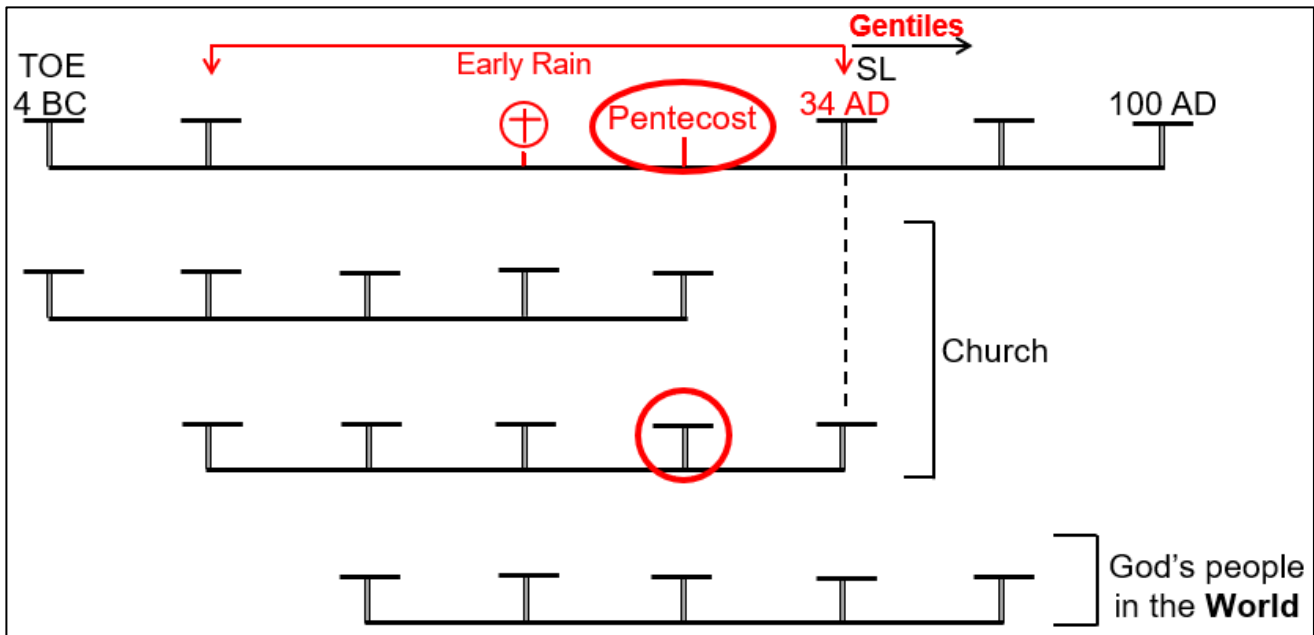 Gentiles
TOE
Early Rain
SL
4 BC
Pentecost
34 AD
100 AD
Church
God's people
in the World